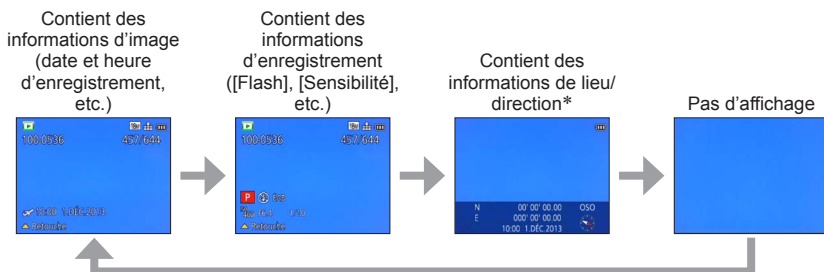 Contient des
informations d'image
(date et heure
d'enregistrement,
etc.)
Contient des
informations
d'enregistrement
([Flash], [Sensibilité],
etc.)
Contient des
informations de lieu/
direction*
Pas d'affichage
100-0536
457/644
10:00 1.DÉC.2013
Retouche
100-0536
457/644
P
Retouche
N 00° 00' 00.00 OSO
E 000° 00' 00.00
10:00 1.DÉC.2013